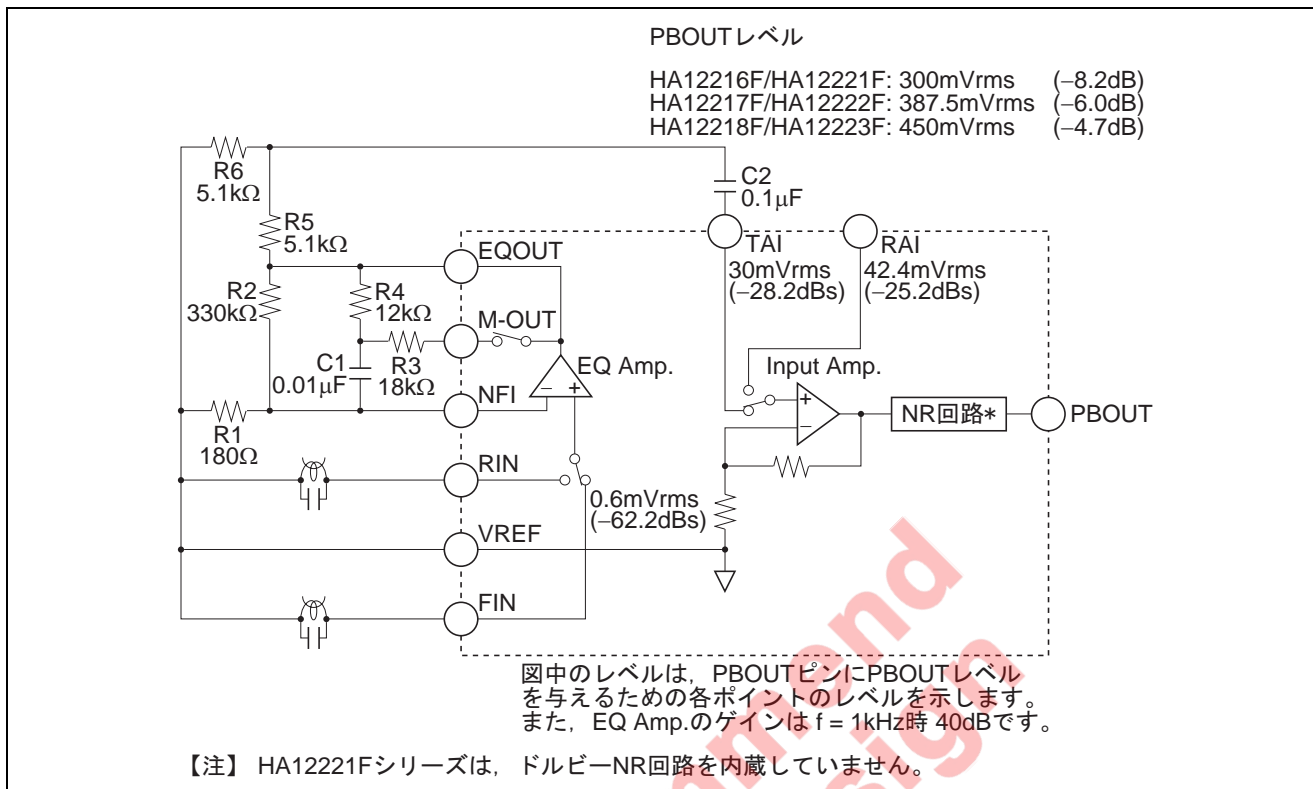 PBOUTレベル
HA12216F/HA12221F: 300mVrms (−8.2dB)
HA12217F/HA12222F: 387.5mVrms (−6.0dB)
HA12218F/HA12223F: 450mVrms (−4.7dB)
R6
5.1kΩ
C2
0.1μF
R5
5.1kΩ
TAI
RAI
EQOUT
30mVrms
(−28.2dBs)
42.4mVrms
(−25.2dBs)
R2
330kΩ
R4
12kΩ
M-OUT
C1
0.01μF
R3
18kΩ
EQ Amp.
Input Amp.
NFI
− +
+
−
NR回路*
PBOUT
R1
180Ω
RIN
0.6mVrms
(−62.2dBs)
VREF
FIN
図中のレベルは，PBOUTピンにPBOUTレベル
を与えるための各ポイントのレベルを示します。
また，EQ Amp.のゲインは f = 1kHz時 40dBです。
【注】 HA12221Fシリーズは，ドルビーNR回路を内蔵していません。